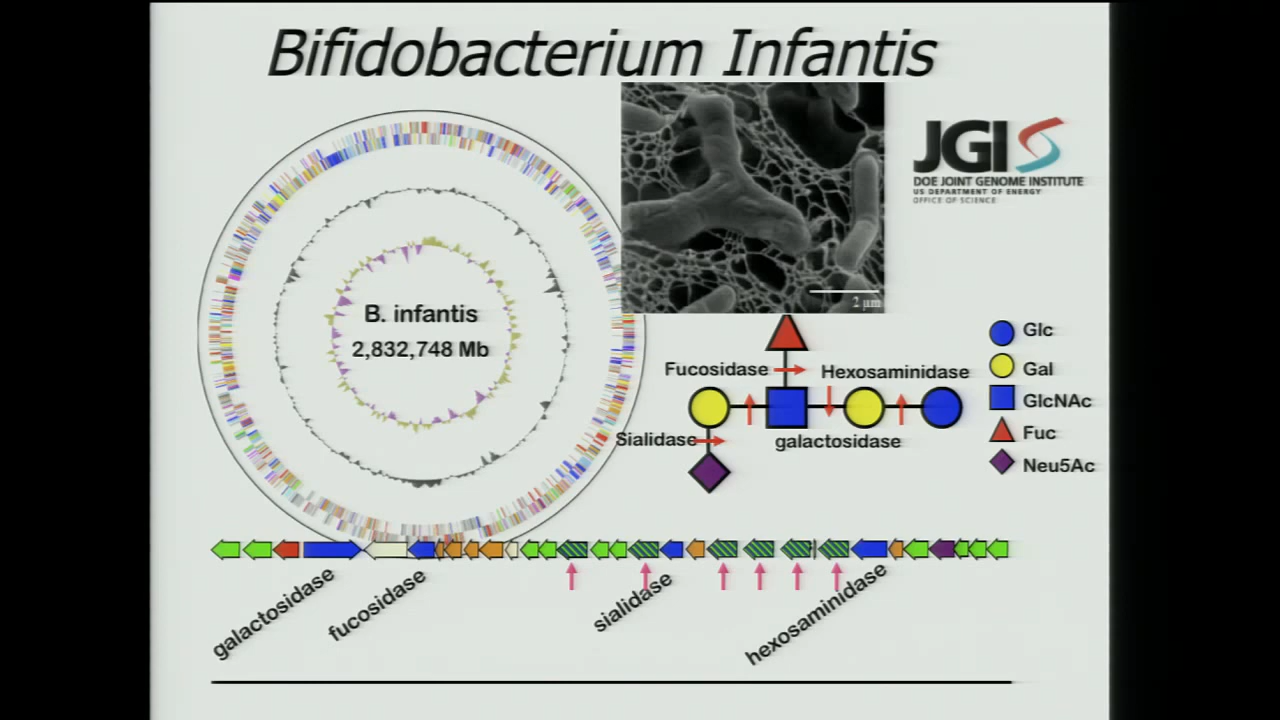 Bifidobacterium Infantis
JGI
DOE JOINT GENOME INSTITUTE
US DEPARTMENT OF ENERGY
OFFICE OF SCIENCE
2 µm
B. infantis
2,832,748 Mb
Fucosidase
Hexosaminidase
Sialidase
galactosidase
Glc
Gal
GlcNAc
Fuc
Neu5Ac
galactosidase
fucosidase
sialidase
hexosaminidase